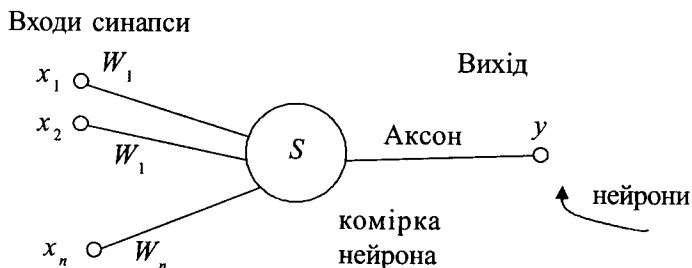 Входи синапси
W₁
x₁
Вихід
x₂
W₁
S
Аксон
y
нейрони
комірка
нейрона
xₙ
Wₙ